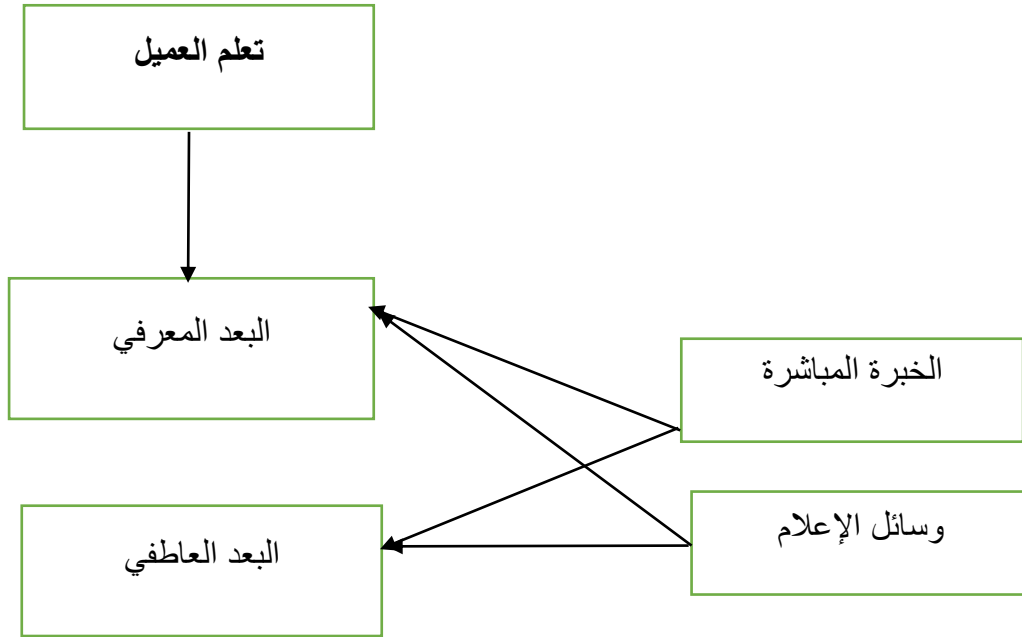 تعلم العميل
البعد المعرفي
الخبرة المباشرة
وسائل الإعلام
البعد العاطفي